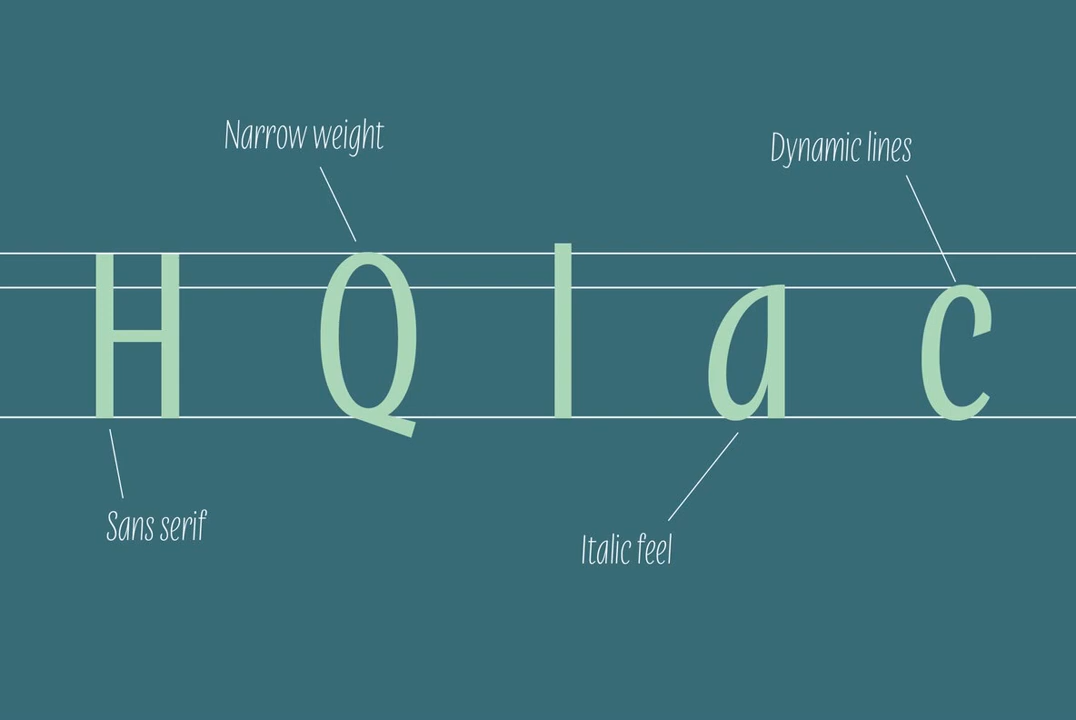 Narrow weight
Dynamic lines
H Q l a c
Sans serif
Italic feel